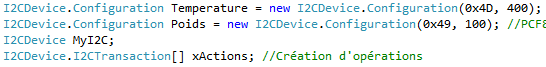 I2CDevice.Configuration Temperature = new I2CDevice.Configuration(0x4D, 400);
I2CDevice.Configuration Poids = new I2CDevice.Configuration(0x49, 100); //PCF8
I2CDevice MyI2C;
I2CDevice.I2CTransaction[] xActions; //Création d'opérations